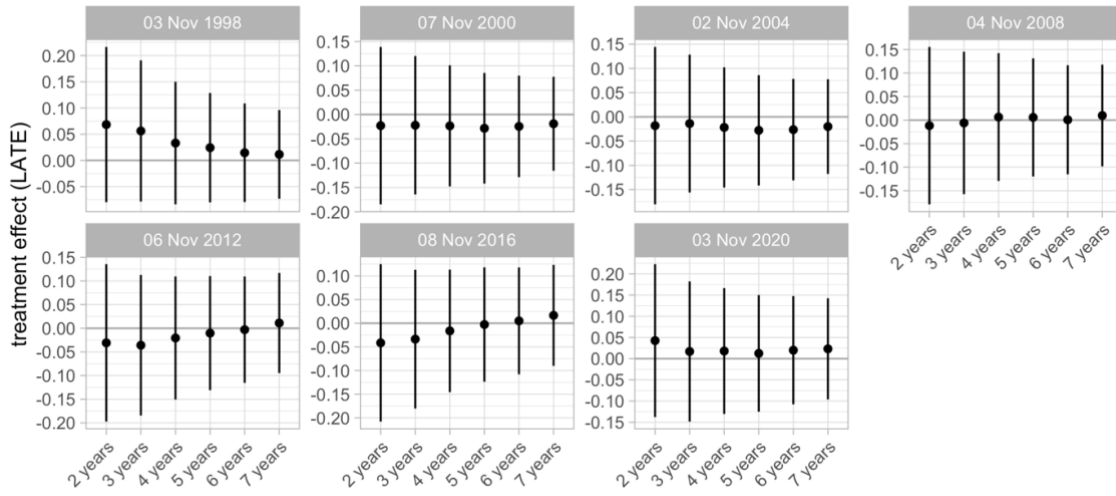 treatment effect (LATE)
03 Nov 1998
0.20
0.15
0.10
0.05
0.00
-0.05
07 Nov 2000
0.15
0.10
0.05
0.00
-0.05
-0.10
-0.15
-0.20
02 Nov 2004
0.15
0.10
0.05
0.00
-0.05
-0.10
-0.15
04 Nov 2008
0.15
0.10
0.05
0.00
-0.05
-0.10
-0.15
2 years
3 years
4 years
5 years
6 years
7 years
06 Nov 2012
0.15
0.10
0.05
0.00
-0.05
-0.10
-0.15
-0.20
2 years
3 years
4 years
5 years
6 years
7 years
08 Nov 2016
0.10
0.05
0.00
-0.05
-0.10
-0.15
-0.20
2 years
3 years
4 years
5 years
6 years
7 years
03 Nov 2020
0.20
0.15
0.10
0.05
0.00
-0.05
-0.10
-0.15
2 years
3 years
4 years
5 years
6 years
7 years